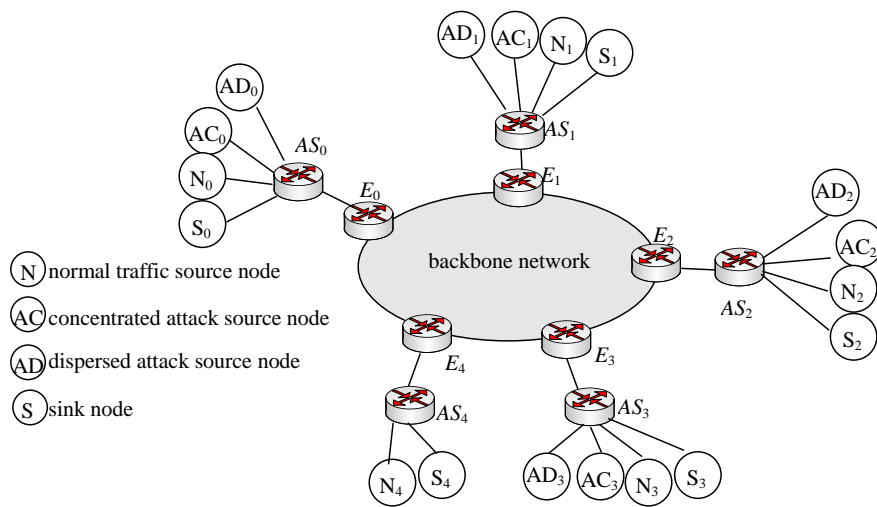 AD₁
AC₁
N₁
S₁
AD₀
AC₀
N₀
S₀
AS₀
AS₁
E₀
E₁
E₂
AD₂
AC₂
N₂
S₂
AS₂
backbone network
N normal traffic source node
AC concentrated attack source node
AD dispersed attack source node
S sink node
E₄
E₃
AS₄
AS₃
N₄
S₄
AD₃
AC₃
N₃
S₃